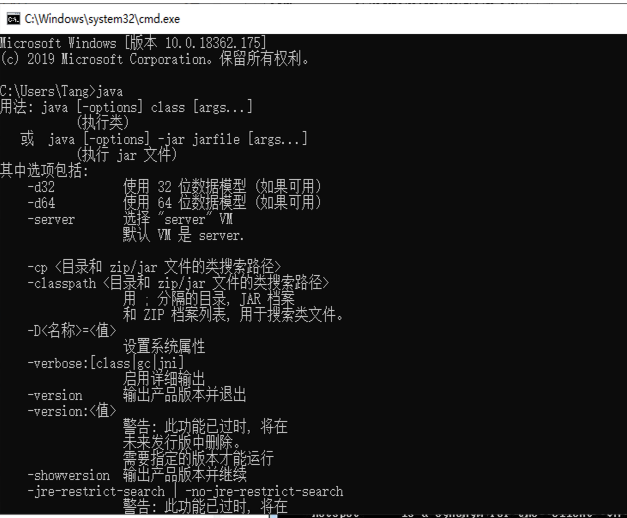 C:\Windows\system32\cmd.exe
Microsoft Windows [版本 10.0.18362.175]
(c) 2019 Microsoft Corporation。保留所有权利。
C:\Users\Tang>java
用法: java [-options] class [args...]
(执行类)
或 java [-options] -jar jarfile [args...]
(执行 jar 文件)
其中选项包括:
-d32 使用 32 位数据模型 (如果可用)
-d64 使用 64 位数据模型 (如果可用)
-server 选择 "server" VM
默认 VM 是 server.
-cp <目录和 zip/jar 文件的类搜索路径>
-classpath <目录和 zip/jar 文件的类搜索路径>
用 ; 分隔的目录, JAR 档案
和 ZIP 档案列表, 用于搜索类文件。
-D<名称>=<值>
设置系统属性
-verbose:[class|gc|jni]
启用详细输出
-version 输出产品版本并退出
-version:<值>
警告: 此功能已过时, 将在
未来发行版中删除。
需要指定的版本才能运行
-showversion 输出产品版本并继续
-jre-restrict-search | -no-jre-restrict-search
警告: 此功能已过时, 将在